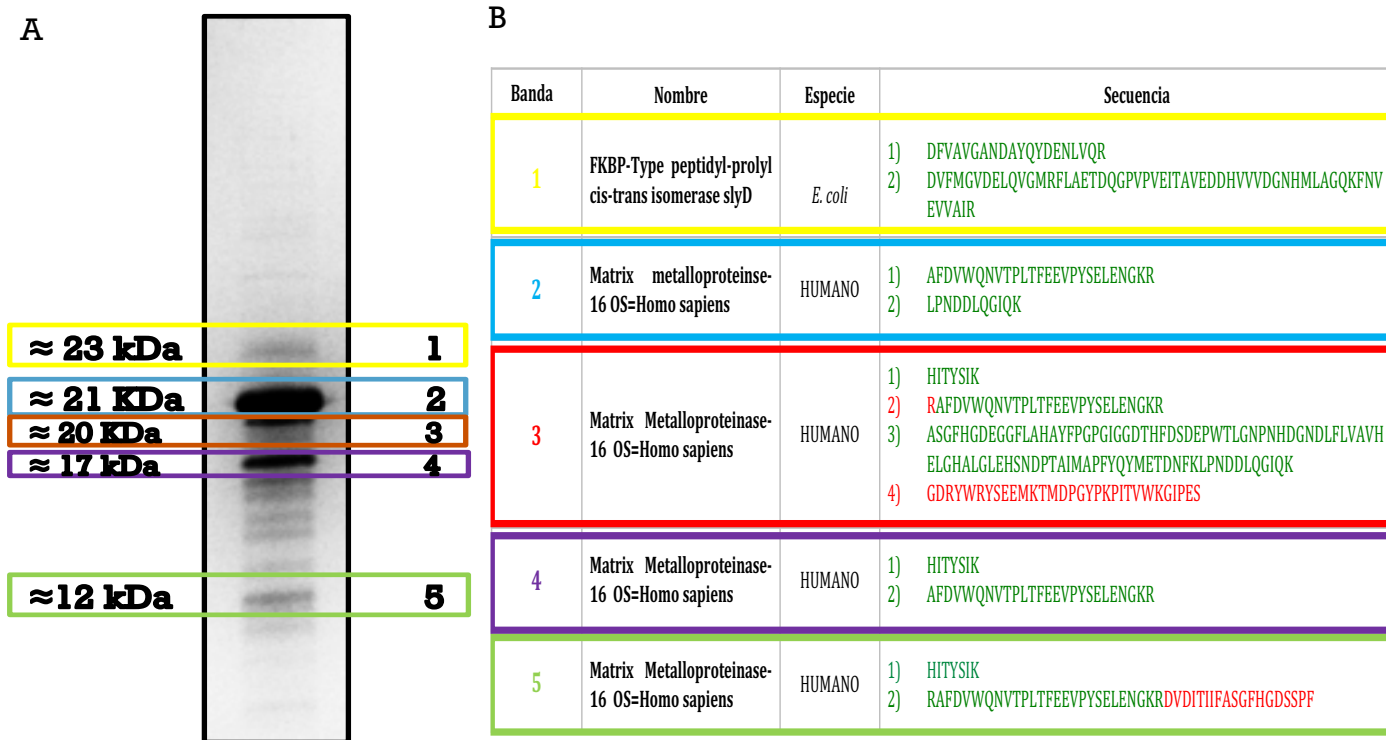 A
≈ 23 kDa 1
≈ 21 KDa 2
≈ 20 KDa 3
≈ 17 kDa 4
≈12 kDa 5
B
Banda Nombre Especie Secuencia
1
FKBP-Type peptidyl-prolyl
cis-trans isomerase slyD
E. coli
1) DFVAVGANDAYQYDENLVQR
2) DVFMGVDELQVGMRFLAETDQGPVPVEITAVEDDHVVVDGNHMLAGQKFNV
EVVAIR
2
Matrix metalloproteinse-
16 OS=Homo sapiens
HUMANO
1) AFDVWQNVTPLTFEEVPYSELENGKR
2) LPNDDLQGIQK
3
Matrix Metalloproteinase-
16 OS=Homo sapiens
HUMANO
1) HITYSIK
2) RAFDVWQNVTPLTFEEVPYSELENGKR
3) ASGFHGDEGGFLAHAYFPGPGIGGDTHFDSDEPWTLGNPNHDGNDLFLVAVH
ELGHALGLEHSNDPTAIMAPFYQYMETDNFKLPNDDLQGIQK
4) GDRYWRYSEEMKTMDPGYPKPITVWKGIPES
4
Matrix Metalloproteinase-
16 OS=Homo sapiens
HUMANO
1) HITYSIK
2) AFDVWQNVTPLTFEEVPYSELENGKR
5
Matrix Metalloproteinase-
16 OS=Homo sapiens
HUMANO
1) HITYSIK
2) RAFDVWQNVTPLTFEEVPYSELENGKRDVDITIIFASGFHGDSSPF